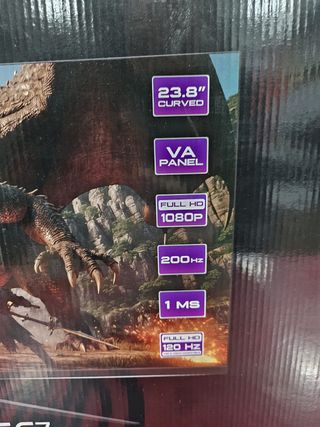 23.8"
CURVED
VA
PANEL
FULL HD
1080P
200Hz
1 MS
FULL HD
120 Hz